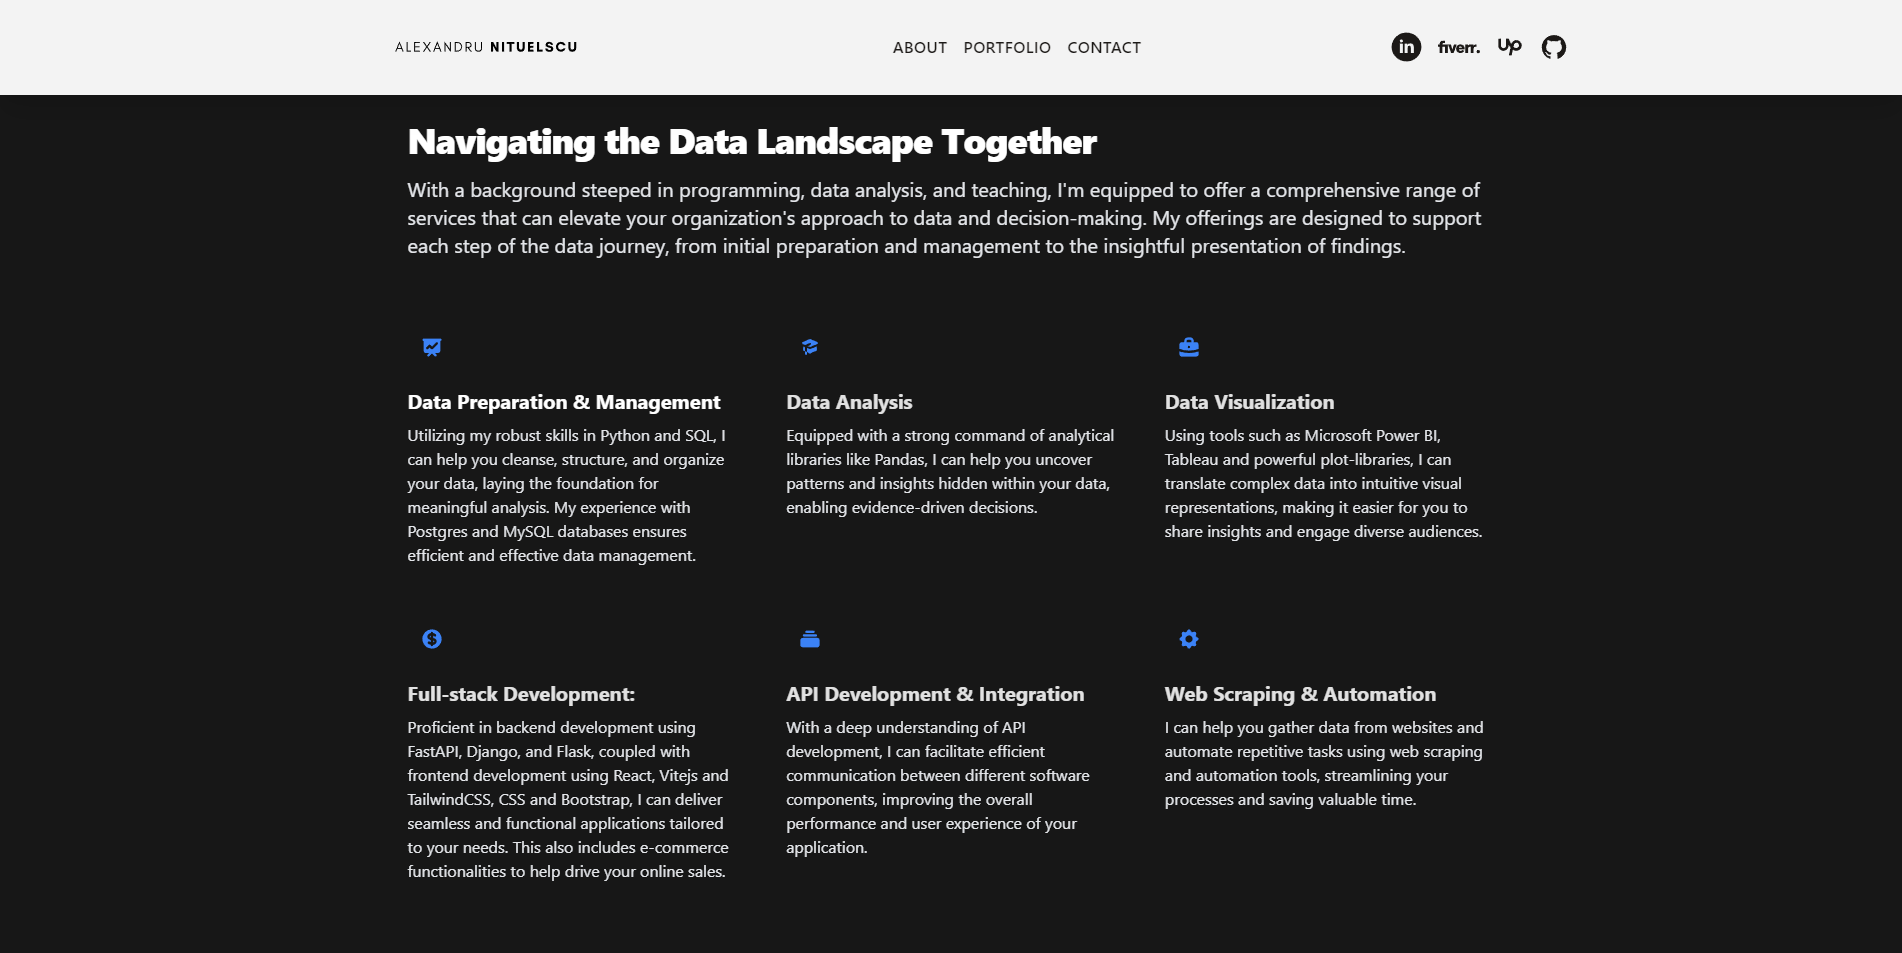 ALEXANDRU NITUELSCU
ABOUT PORTFOLIO CONTACT
in fiverr. Up
Navigating the Data Landscape Together
With a background steeped in programming, data analysis, and teaching, I'm equipped to offer a comprehensive range of
services that can elevate your organization's approach to data and decision-making. My offerings are designed to support
each step of the data journey, from initial preparation and management to the insightful presentation of findings.
Data Preparation & Management
Utilizing my robust skills in Python and SQL, I
can help you cleanse, structure, and organize
your data, laying the foundation for
meaningful analysis. My experience with
Postgres and MySQL databases ensures
efficient and effective data management.
Data Analysis
Equipped with a strong command of analytical
libraries like Pandas, I can help you uncover
patterns and insights hidden within your data,
enabling evidence-driven decisions.
Data Visualization
Using tools such as Microsoft Power BI,
Tableau and powerful plot-libraries, I can
translate complex data into intuitive visual
representations, making it easier for you to
share insights and engage diverse audiences.
Full-stack Development:
Proficient in backend development using
FastAPI, Django, and Flask, coupled with
frontend development using React, Vitejs and
TailwindCSS, CSS and Bootstrap, I can deliver
seamless and functional applications tailored
to your needs. This also includes e-commerce
functionalities to help drive your online sales.
API Development & Integration
With a deep understanding of API
development, I can facilitate efficient
communication between different software
components, improving the overall
performance and user experience of your
application.
Web Scraping & Automation
I can help you gather data from websites and
automate repetitive tasks using web scraping
and automation tools, streamlining your
processes and saving valuable time.